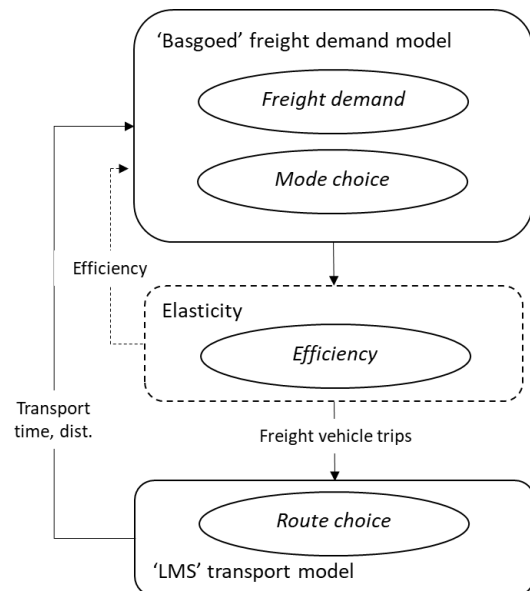 ‘Basgoed’ freight demand model
Freight demand
Mode choice
Efficiency
Elasticity
Efficiency
Transport
time, dist.
Freight vehicle trips
Route choice
‘LMS’ transport model